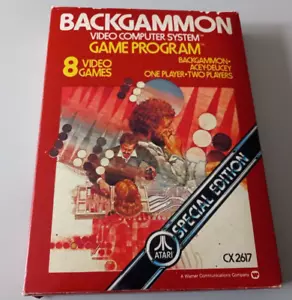 BACKGAMMON
VIDEO COMPUTER SYSTEM™
GAME PROGRAM™
8 VIDEO GAMES
BACKGAMMON•
ACEY-DEUCEY
ONE PLAYER•TWO PLAYERS
ATARI
SPECIAL EDITION
CX2617
A Warner Communications Company